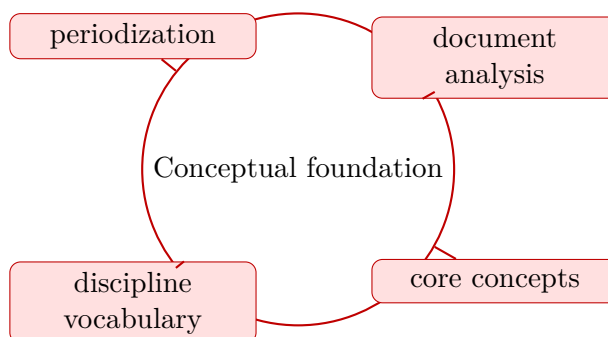 periodization
document
analysis
Conceptual foundation
discipline
vocabulary
core concepts